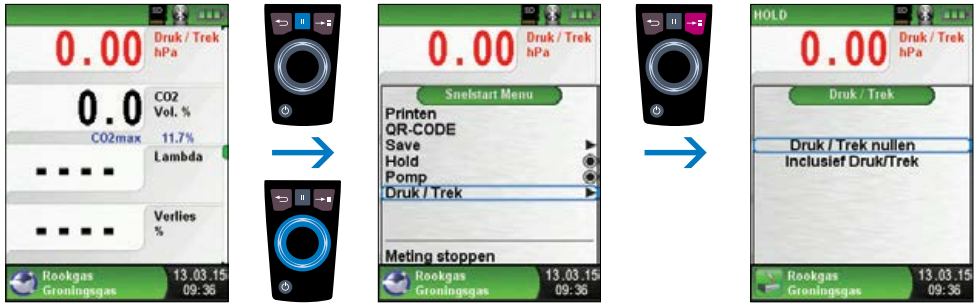 0.00 Druk / Trek
hPa
0.0 CO2
Vol. %
CO2max 11.7%
---- Lambda
---- Verlies
%
Rookgas 13.03.15
Groningsgas 09:36
0.00 Druk / Trek
hPa
Snelstart Menu
Printen
QR-CODE
Save
Hold
Pomp
Druk / Trek
Meting stoppen
Rookgas 13.03.15
Groningsgas 09:36
HOLD
0.00 Druk / Trek
hPa
Druk / Trek
Druk / Trek nullen
Inclusief Druk/Trek
Rookgas 13.03.15
Groningsgas 09:36